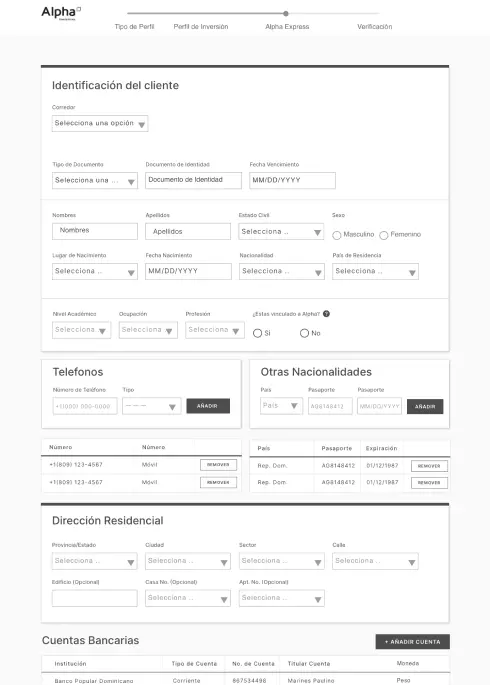 Alpha
Tipo de Perfil Perfil de Inversión Alpha Express Verificación
Identificación del cliente
Corredor
Selecciona una opción
Tipo de Documento Documento de Identidad Fecha Vencimiento
Selecciona una ... Documento de Identidad MM/DD/YYYY
Nombres Apellidos Estado Civil Sexo
Nombres Apellidos Selecciona .. Masculino Femenino
Lugar de Nacimiento Fecha Nacimiento Nacionalidad País de Residencia
Selecciona .. MM/DD/YYYY Selecciona .. Selecciona ..
Nivel Académico Ocupación Profesión ¿Estas vinculado a Alpha? ?
Selecciona .. Selecciona .. Selecciona .. Si No
Telefonos Otras Nacionalidades
Número de Teléfono Tipo País Pasaporte Pasaporte
+1(000) 000-0000 ——— AÑADIR País AG8148412 MM/DD/YYYY AÑADIR
Número Número País Pasaporte Expiración
+1(809) 123-4567 Móvil REMOVER Rep. Dom. AG8148412 01/12/1987 REMOVER
+1(809) 123-4567 Móvil REMOVER Rep. Dom. AG8148412 01/12/1987 REMOVER
Dirección Residencial
Provincia/Estado Ciudad Sector Calle
Selecciona .. Selecciona .. Selecciona .. Selecciona ..
Edificio (Opcional) Casa No. (Opcional) Apt. No. (Opcional)
Selecciona .. Selecciona ..
Cuentas Bancarias + AÑADIR CUENTA
Institución Tipo de Cuenta No. de Cuenta Titular Cuenta Moneda
Banco Popular Dominicano Corriente 867534498 Marines Paulino Peso